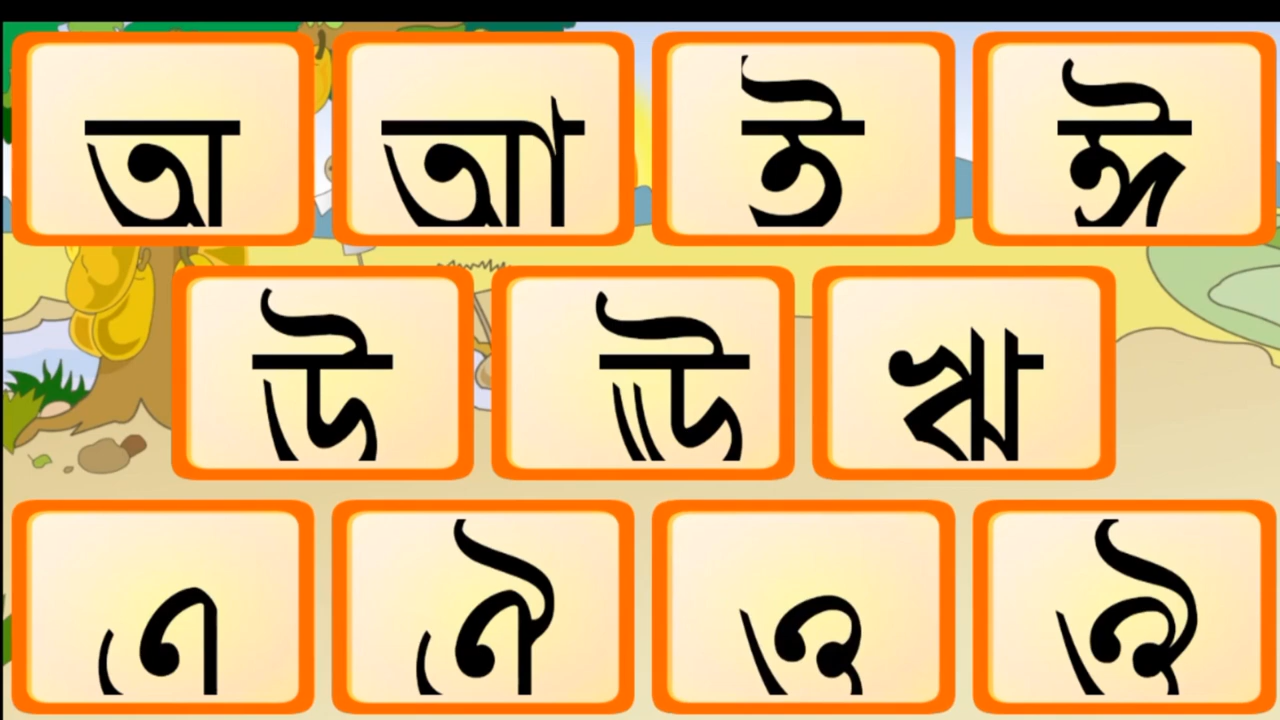 অ আ ই ঈ
উ ঊ ঋ
এ ঐ ও ঔ